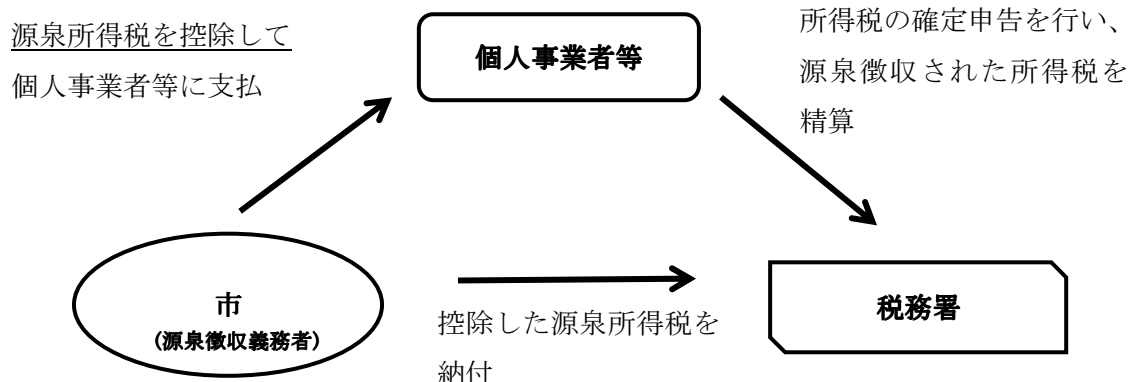 源泉所得税を控除して
個人事業者等に支払
個人事業者等
所得税の確定申告を行い、
源泉徴収された所得税を
精算
市
(源泉徴収義務者)
控除した源泉所得税を
納付
税務署